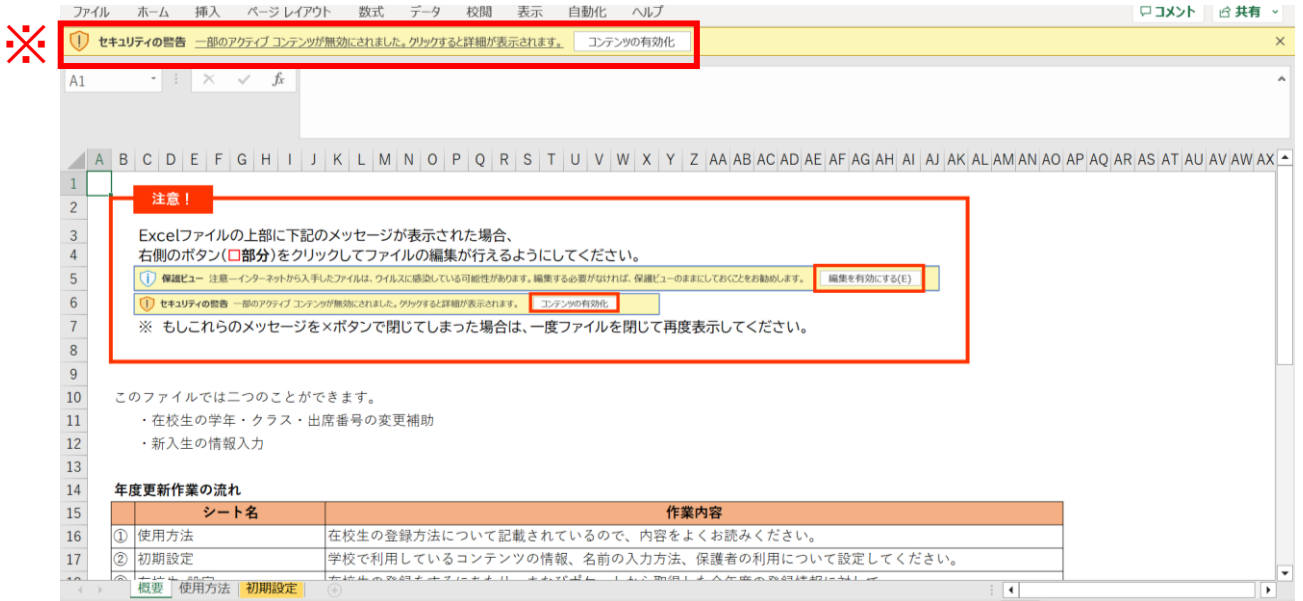 ファイル ホーム 挿入 ページ レイアウト 数式 データ 校閲 表示 自動化 ヘルプ コメント 共有
※ セキュリティの警告 一部のアクティブ コンテンツが無効にされました。クリックすると詳細が表示されます。 コンテンツの有効化 ×
A1 fx
A B C D E F G H I J K L M N O P Q R S T U V W X Y Z AA AB AC AD AE AF AG AH AI AJ AK AL AM AN AO AP AQ AR AS AT AU AV AW AX
1
注意！
2
3 Excelファイルの上部に下記のメッセージが表示された場合、
4 右側のボタン(□部分)をクリックしてファイルの編集が行えるようにしてください。
5 保護ビュー 注意—インターネットから入手したファイルは、ウイルスに感染している可能性があります。編集する必要がなければ、保護ビューのままにしておくことをお勧めします。 編集を有効にする(E)
6 セキュリティの警告 一部のアクティブ コンテンツが無効にされました。クリックすると詳細が表示されます。 コンテンツの有効化
7 ※ もしこれらのメッセージを×ボタンで閉じてしまった場合は、一度ファイルを閉じて再度表示してください。
8
9
10 このファイルでは二つのことができます。
11 ・在校生の学年・クラス・出席番号の変更補助
12 ・新入生の情報入力
13
14 年度更新作業の流れ
15 シート名 作業内容
16 ① 使用方法 在校生の登録方法について記載されているので、内容をよくお読みください。
17 ② 初期設定 学校で利用しているコンテンツの情報、名前の入力方法、保護者の利用について設定してください。
概要 使用方法 初期設定